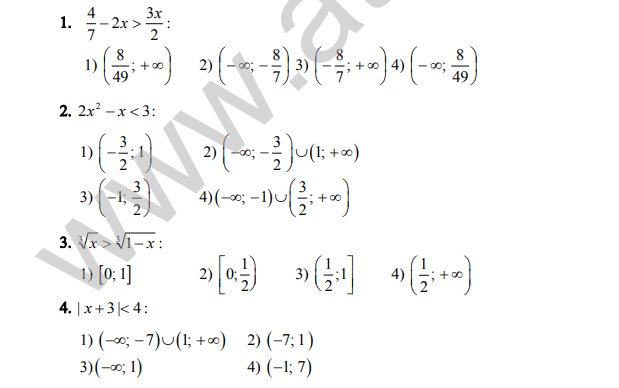 1. 4/7 − 2x > 3x/2 :
1) (8/49; +∞) 2) (−∞; −8/7) 3) (−8/7; +∞) 4) (−∞; 8/49)
2. 2x² − x < 3 :
1) (−3/2; 1) 2) (−∞; −3/2)∪(1; +∞)
3) (−1; 3/2) 4) (−∞; −1)∪(3/2; +∞)
3. ∛x > ∛(1−x) :
1) [0; 1] 2) [0; 1/2) 3) (1/2; 1] 4) (1/2; +∞)
4. | x + 3 |< 4 :
1) (−∞; −7)∪(1; +∞) 2) (−7; 1)
3) (−∞; 1) 4) (−1; 7)
www.a